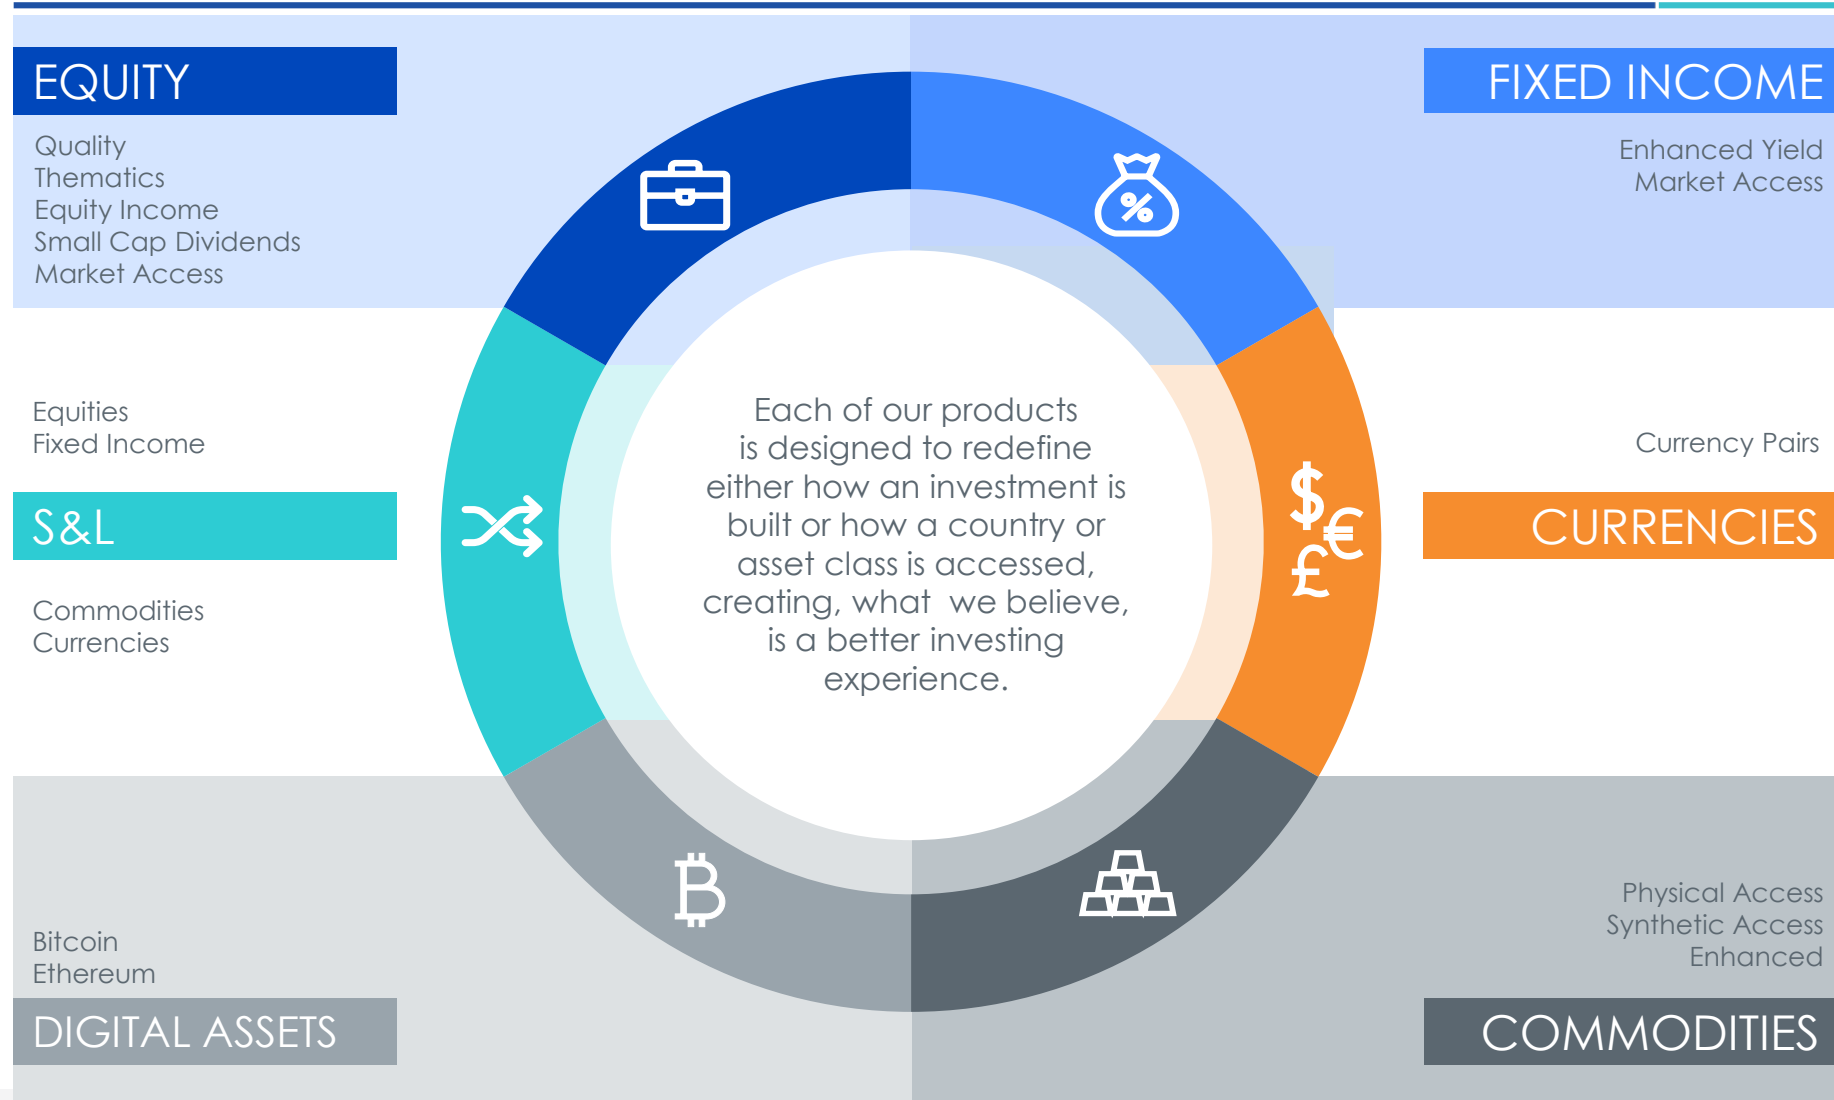 EQUITY
Quality
Thematics
Equity Income
Small Cap Dividends
Market Access
FIXED INCOME
Enhanced Yield
Market Access
Equities
Fixed Income
S&L
Commodities
Currencies
Each of our products
is designed to redefine
either how an investment is
built or how a country or
asset class is accessed,
creating, what we believe,
is a better investing
experience.
$
€
£
%
Currency Pairs
CURRENCIES
Bitcoin
Ethereum
DIGITAL ASSETS
Physical Access
Synthetic Access
Enhanced
COMMODITIES